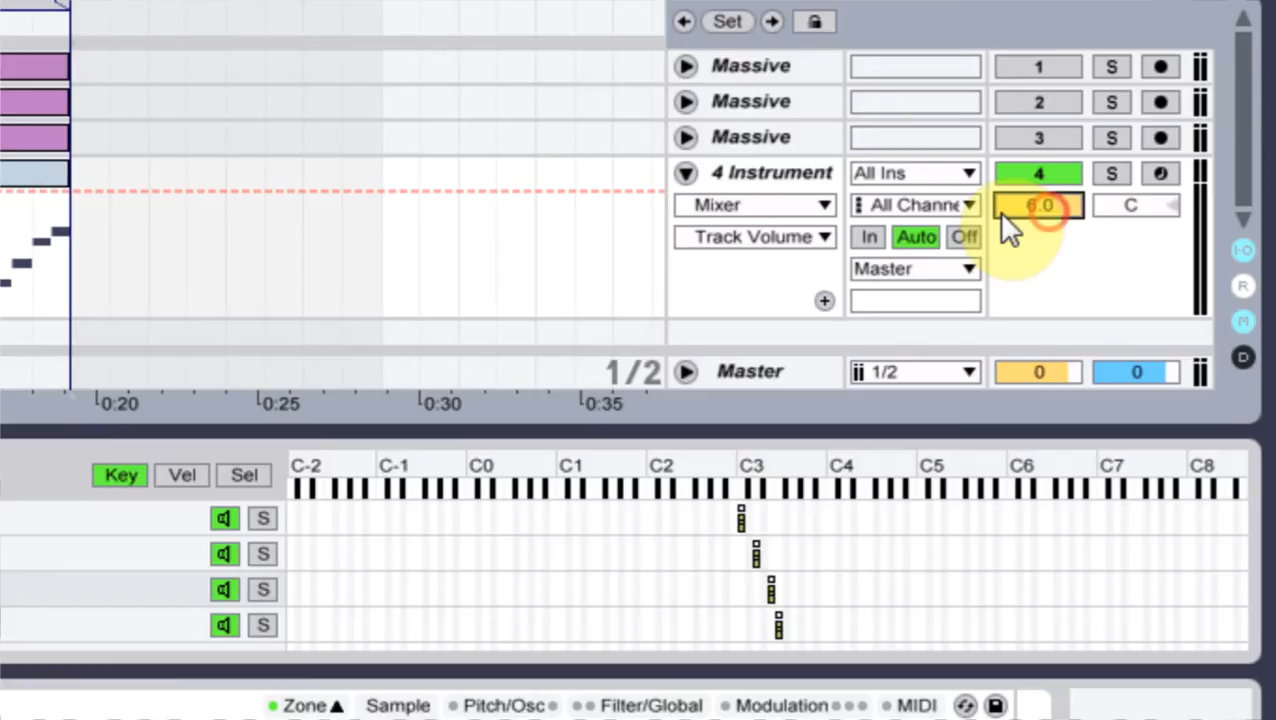 Set
Massive 1 S
Massive 2 S
Massive 3 S
4 Instrument All Ins 4 S
Mixer All Channe 6.0 C
Track Volume In Auto Off
Master
1/2 Master 1/2 0 0
0:20 0:25 0:30 0:35
I-O
R
M
D
Key Vel Sel C-2 C-1 C0 C1 C2 C3 C4 C5 C6 C7 C8
S
S
S
S
Zone Sample Pitch/Osc Filter/Global Modulation MIDI